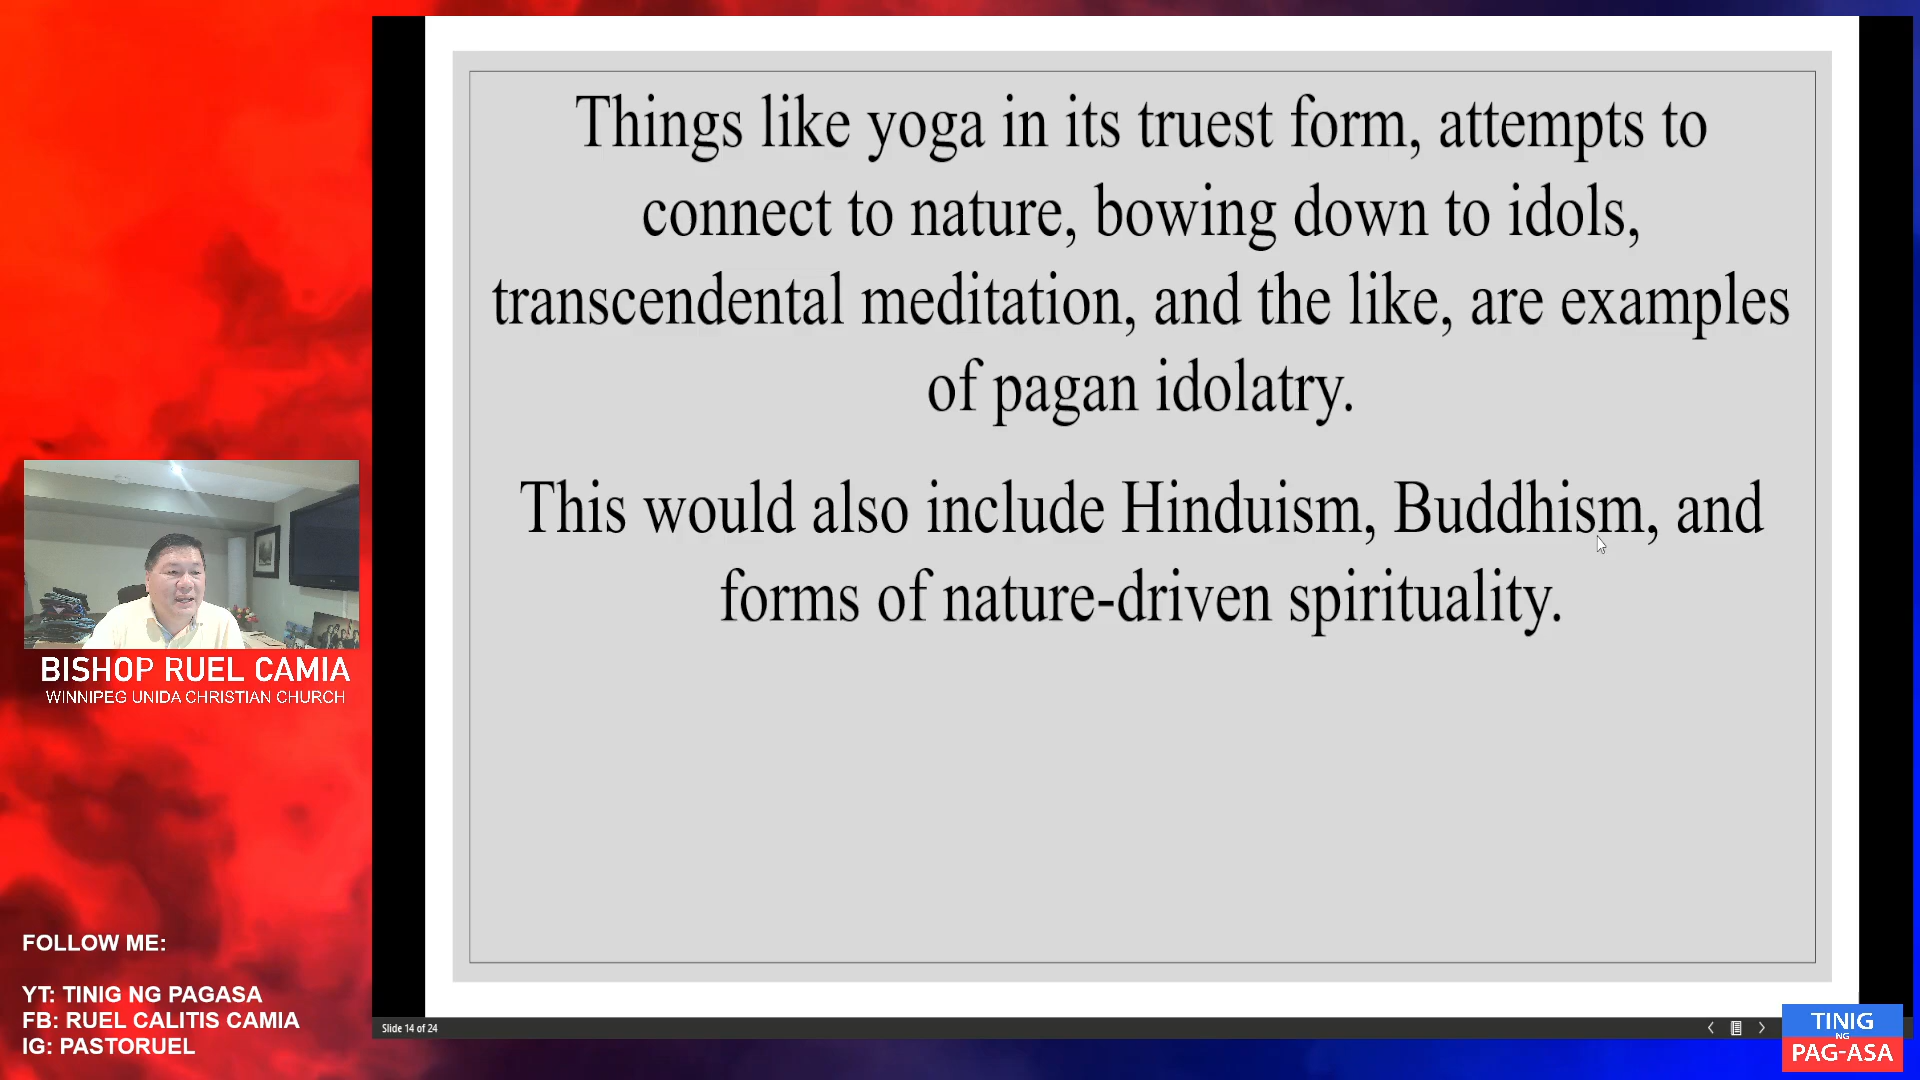 Things like yoga in its truest form, attempts to
connect to nature, bowing down to idols,
transcendental meditation, and the like, are examples
of pagan idolatry.
This would also include Hinduism, Buddhism, and
forms of nature-driven spirituality.
BISHOP RUEL CAMIA
WINNIPEG UNIDA CHRISTIAN CHURCH
FOLLOW ME:
YT: TINIG NG PAGASA
FB: RUEL CALITIS CAMIA
IG: PASTORUEL
Slide 14 of 24
TINIG
NG
PAG-ASA